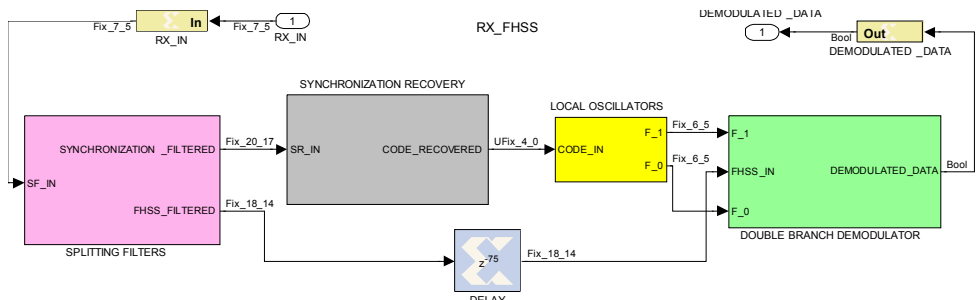 DEMODULATED _DATA
Fix_7_5
In
Fix_7_5
1
RX_IN
RX_IN
RX_FHSS
1
Bool
Out
DEMODULATED _DATA
SYNCHRONIZATION RECOVERY
LOCAL OSCILLATORS
SYNCHRONIZATION _FILTERED
Fix_20_17
SR_IN
CODE_RECOVERED
UFix_4_0
CODE_IN
F_1
Fix_6_5
F_1
F_0
Fix_6_5
FHSS_IN
DEMODULATED_DATA
Bool
SF_IN
FHSS_FILTERED
Fix_18_14
F_0
SPLITTING FILTERS
DOUBLE BRANCH DEMODULATOR
z-75
Fix_18_14
DELAY